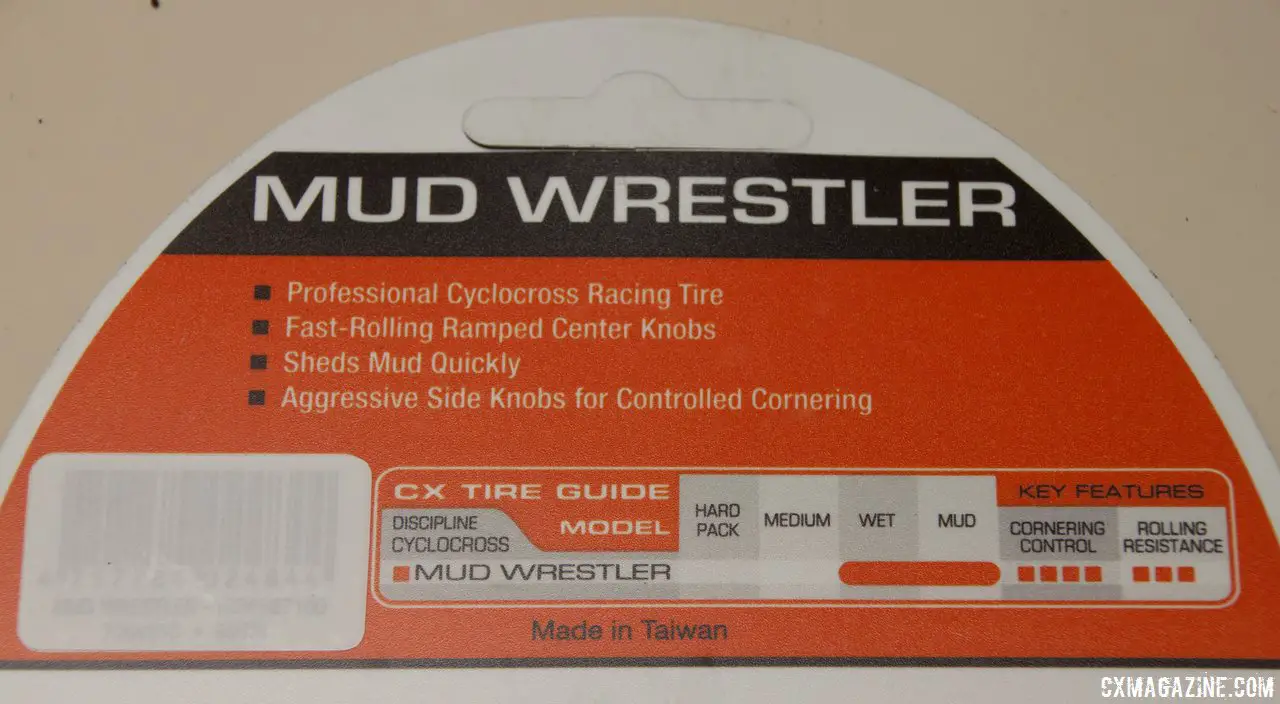 MUD WRESTLER
Professional Cyclocross Racing Tire
Fast-Rolling Ramped Center Knobs
Sheds Mud Quickly
Aggressive Side Knobs for Controlled Cornering
CX TIRE GUIDE
MODEL
DISCIPLINE
CYCLOCROSS
HARD
PACK
MEDIUM
WET
MUD
KEY FEATURES
CORNERING
CONTROL
ROLLING
RESISTANCE
MUD WRESTLER
Made in Taiwan
CXMAGAZINE.COM